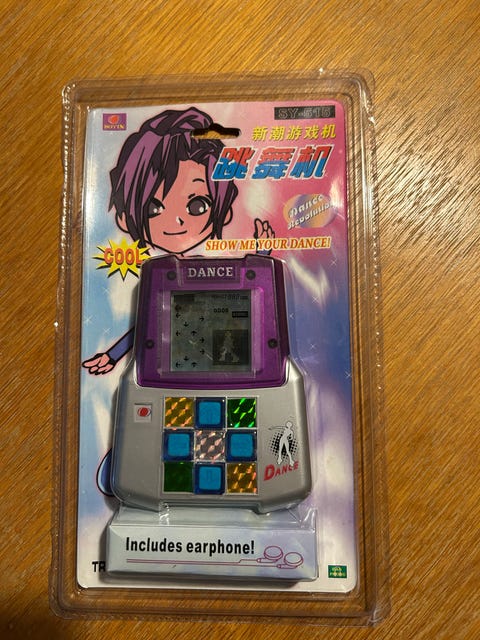 SY-515
新潮游戏机
跳舞机
Dance
Revolution
SHOW ME YOUR DANCE!
COOL
DANCE
DANCE
Includes earphone!
TR